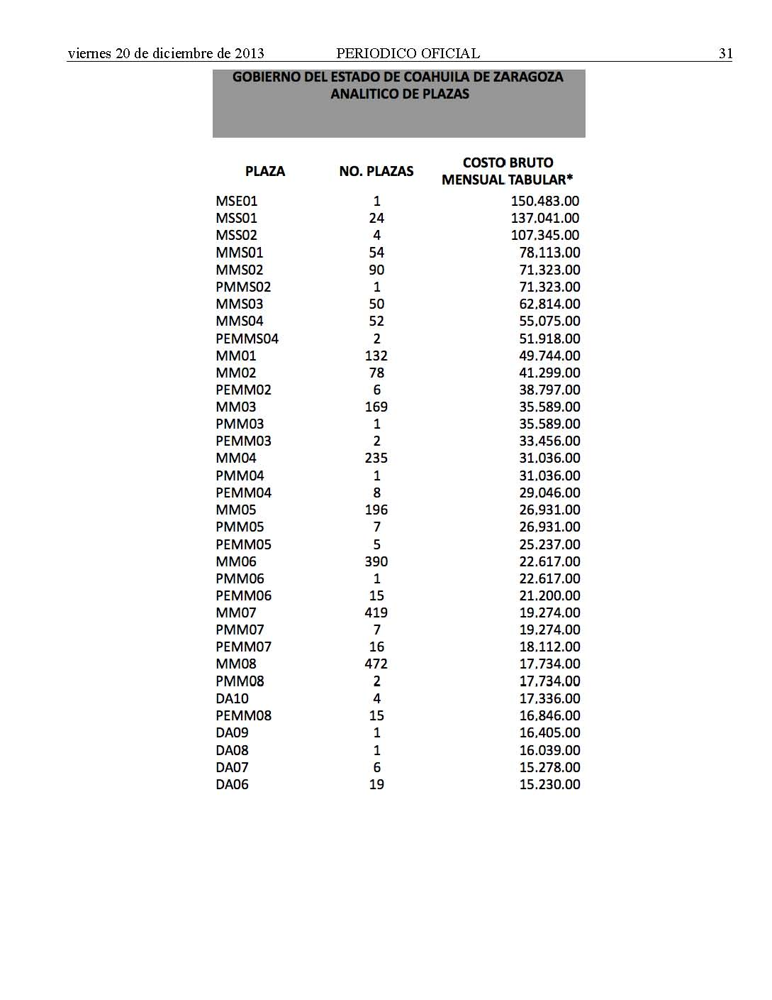 viernes 20 de diciembre de 2013 PERIODICO OFICIAL 31
GOBIERNO DEL ESTADO DE COAHUILA DE ZARAGOZA
ANALITICO DE PLAZAS
PLAZA NO. PLAZAS COSTO BRUTO MENSUAL TABULAR*
MSE01 1 150,483.00
MSS01 24 137,041.00
MSS02 4 107,345.00
MMS01 54 78,113.00
MMS02 90 71,323.00
PMMS02 1 71,323.00
MMS03 50 62,814.00
MMS04 52 55,075.00
PEMMS04 2 51,918.00
MM01 132 49,744.00
MM02 78 41,299.00
PEMM02 6 38,797.00
MM03 169 35,589.00
PMM03 1 35,589.00
PEMM03 2 33,456.00
MM04 235 31,036.00
PMM04 1 31,036.00
PEMM04 8 29,046.00
MM05 196 26,931.00
PMM05 7 26,931.00
PEMM05 5 25,237.00
MM06 390 22,617.00
PMM06 1 22,617.00
PEMM06 15 21,200.00
MM07 419 19,274.00
PMM07 7 19,274.00
PEMM07 16 18,112.00
MM08 472 17,734.00
PMM08 2 17,734.00
DA10 4 17,336.00
PEMM08 15 16,846.00
DA09 1 16,405.00
DA08 1 16,039.00
DA07 6 15,278.00
DA06 19 15,230.00